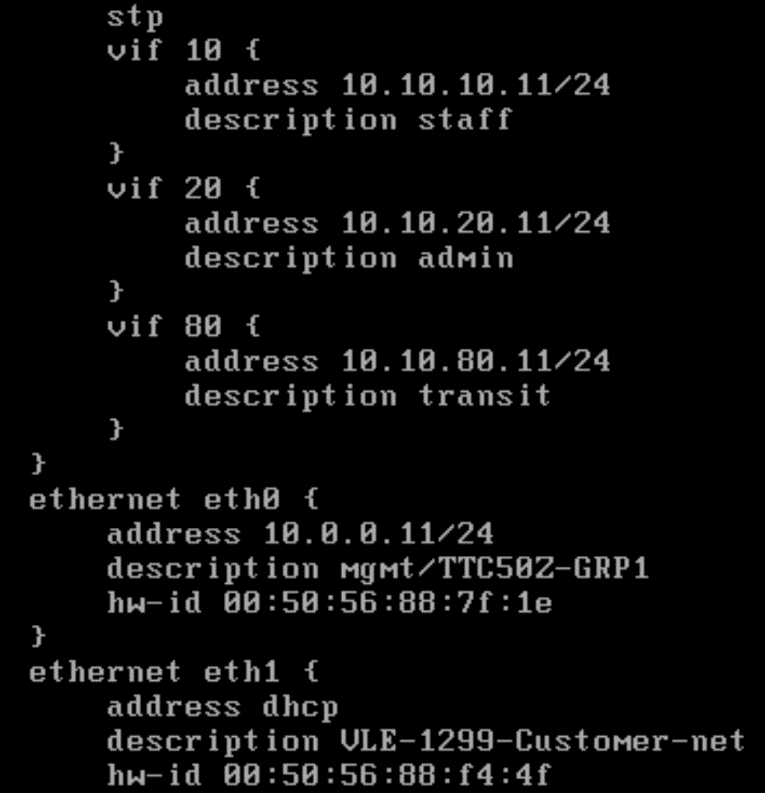 stp
vif 10 {
address 10.10.10.11/24
description staff
}
vif 20 {
address 10.10.20.11/24
description admin
}
vif 80 {
address 10.10.80.11/24
description transit
}
}
ethernet eth0 {
address 10.0.0.11/24
description mgmt/TTC50Z-GRP1
hw-id 00:50:56:88:7f:1e
}
ethernet eth1 {
address dhcp
description VLE-1299-Customer-net
hw-id 00:50:56:88:f4:4f